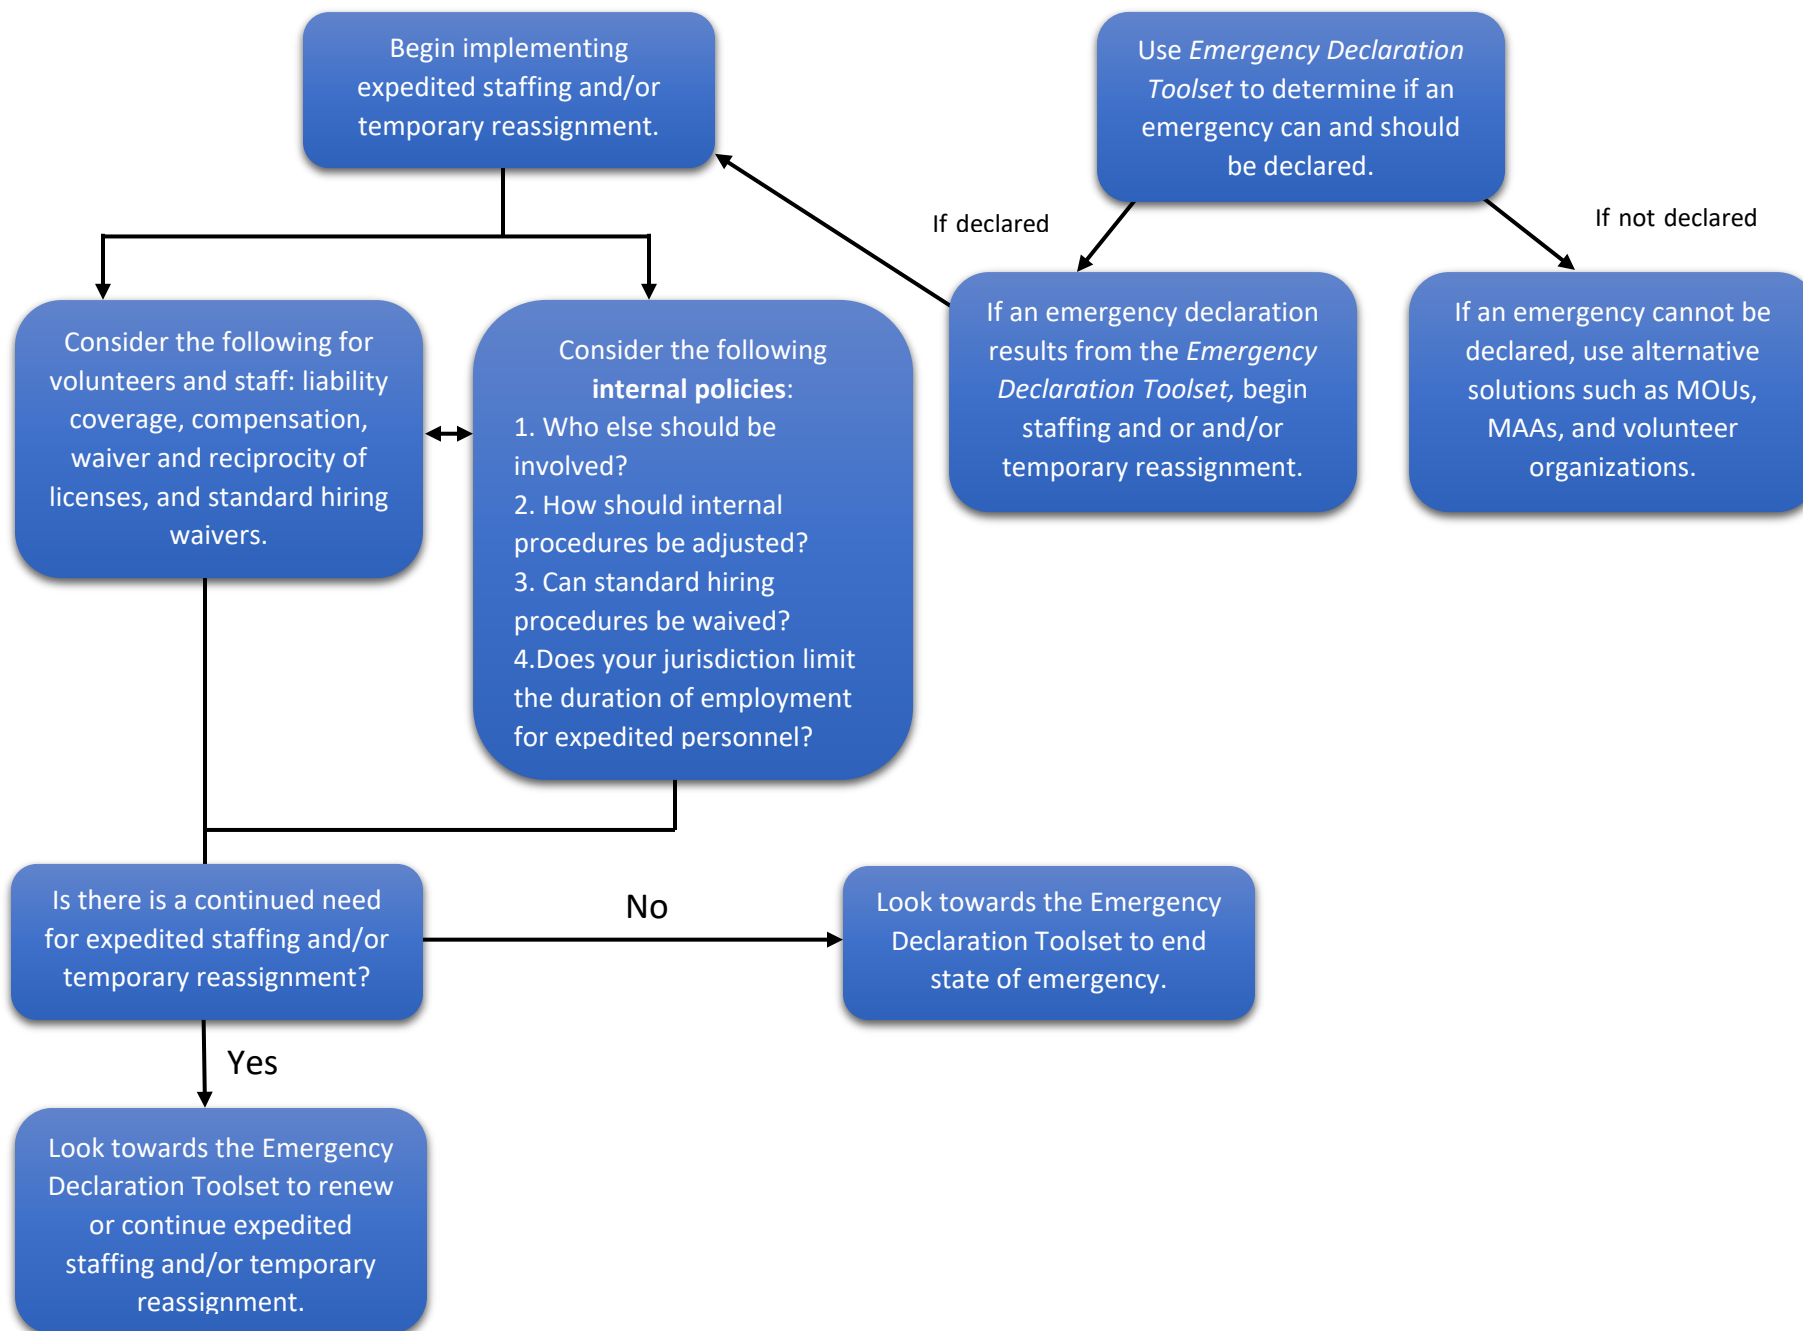 Begin implementing
expedited staffing and/or
temporary reassignment.
Use Emergency Declaration
Toolset to determine if an
emergency can and should
be declared.
If declared
If not declared
Consider the following for
volunteers and staff: liability
coverage, compensation,
waiver and reciprocity of
licenses, and standard hiring
waivers.
Consider the following
internal policies:
1. Who else should be
involved?
2. How should internal
procedures be adjusted?
3. Can standard hiring
procedures be waived?
4.Does your jurisdiction limit
the duration of employment
for expedited personnel?
If an emergency declaration
results from the Emergency
Declaration Toolset, begin
staffing and or and/or
temporary reassignment.
If an emergency cannot be
declared, use alternative
solutions such as MOUs,
MAAs, and volunteer
organizations.
Is there is a continued need
for expedited staffing and/or
temporary reassignment?
No
Look towards the Emergency
Declaration Toolset to end
state of emergency.
Yes
Look towards the Emergency
Declaration Toolset to renew
or continue expedited
staffing and/or temporary
reassignment.